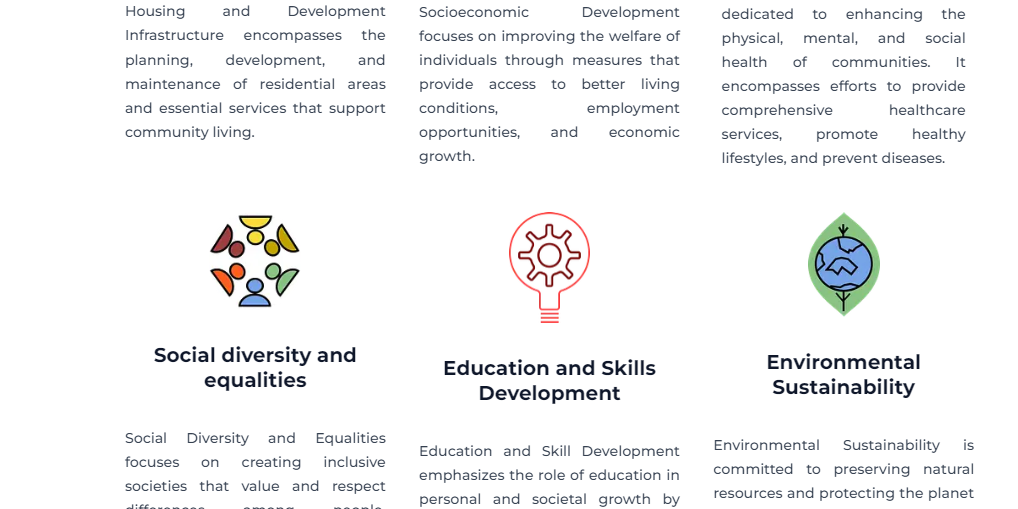 Housing and Development
Infrastructure encompasses the
planning, development, and
maintenance of residential areas
and essential services that support
community living.
Socioeconomic Development
focuses on improving the welfare of
individuals through measures that
provide access to better living
conditions, employment
opportunities, and economic
growth.
dedicated to enhancing the
physical, mental, and social
health of communities. It
encompasses efforts to provide
comprehensive healthcare
services, promote healthy
lifestyles, and prevent diseases.
Social diversity and
equalities
Social Diversity and Equalities
focuses on creating inclusive
societies that value and respect
differences among people,
Education and Skills
Development
Education and Skill Development
emphasizes the role of education in
personal and societal growth by
Environmental
Sustainability
Environmental Sustainability is
committed to preserving natural
resources and protecting the planet